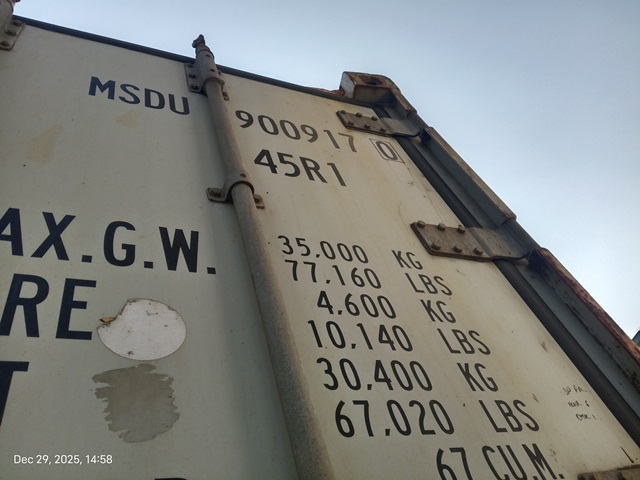 MSDU 900917 0
45R1
AX.G.W. 35,000 KG
77,160 LBS
RE 4,600 KG
10,140 LBS
T 30,400 KG
67,020 LBS
67 CU.M.
Dec 29, 2025, 14:58